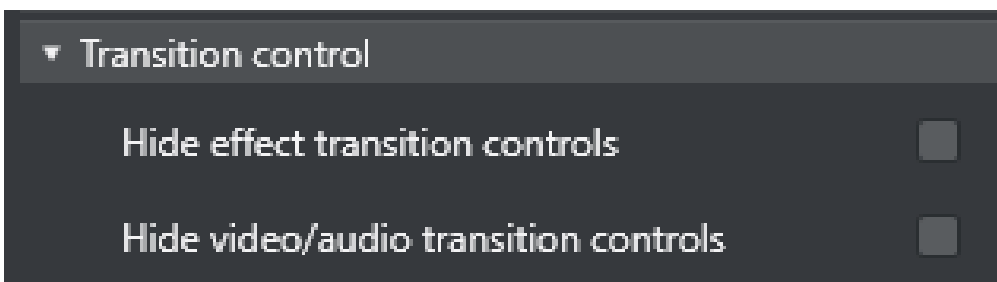 Transition control
Hide effect transition controls
Hide video/audio transition controls